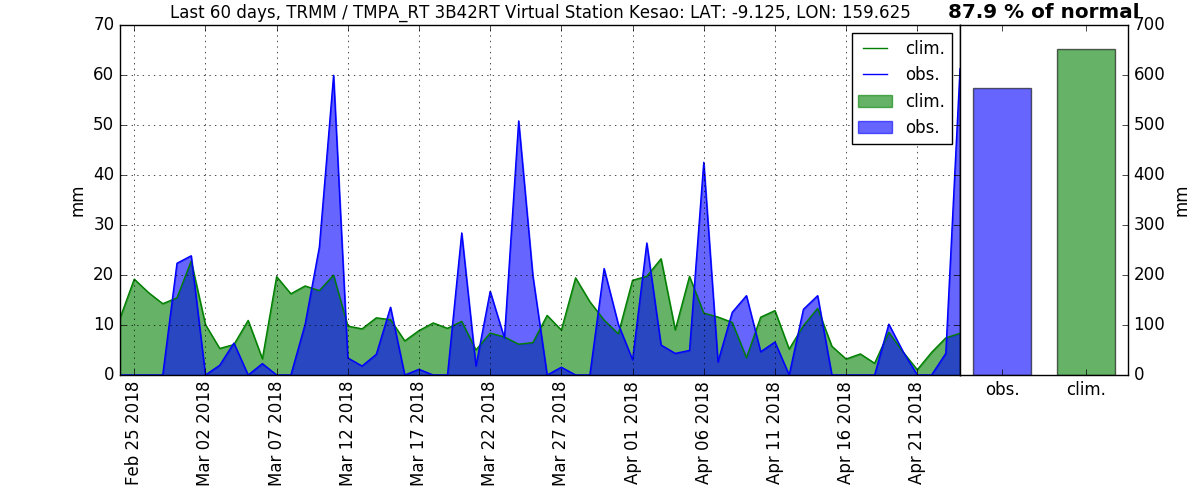 Last 60 days, TRMM / TMPA_RT 3B42RT Virtual Station Kesao: LAT: -9.125, LON: 159.625
87.9 % of normal
70
60
50
40
30
20
10
0
mm
clim.
obs.
clim.
obs.
700
600
500
400
300
200
100
0
mm
obs.
clim.
Feb 25 2018
Mar 02 2018
Mar 07 2018
Mar 12 2018
Mar 17 2018
Mar 22 2018
Mar 27 2018
Apr 01 2018
Apr 06 2018
Apr 11 2018
Apr 16 2018
Apr 21 2018